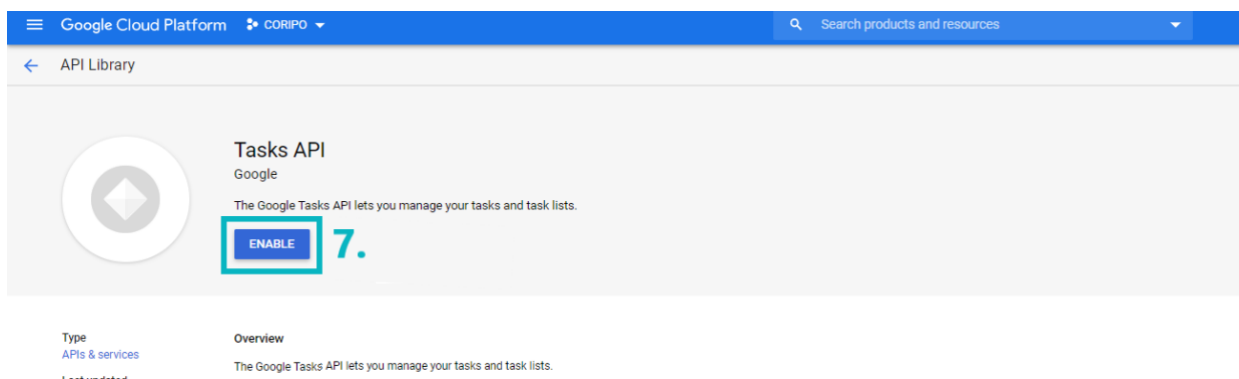 Google Cloud Platform CORIPO Search products and resources
API Library
Tasks API
Google
The Google Tasks API lets you manage your tasks and task lists.
ENABLE 7.
Type
APIs & services
Last updated
Overview
The Google Tasks API lets you manage your tasks and task lists.